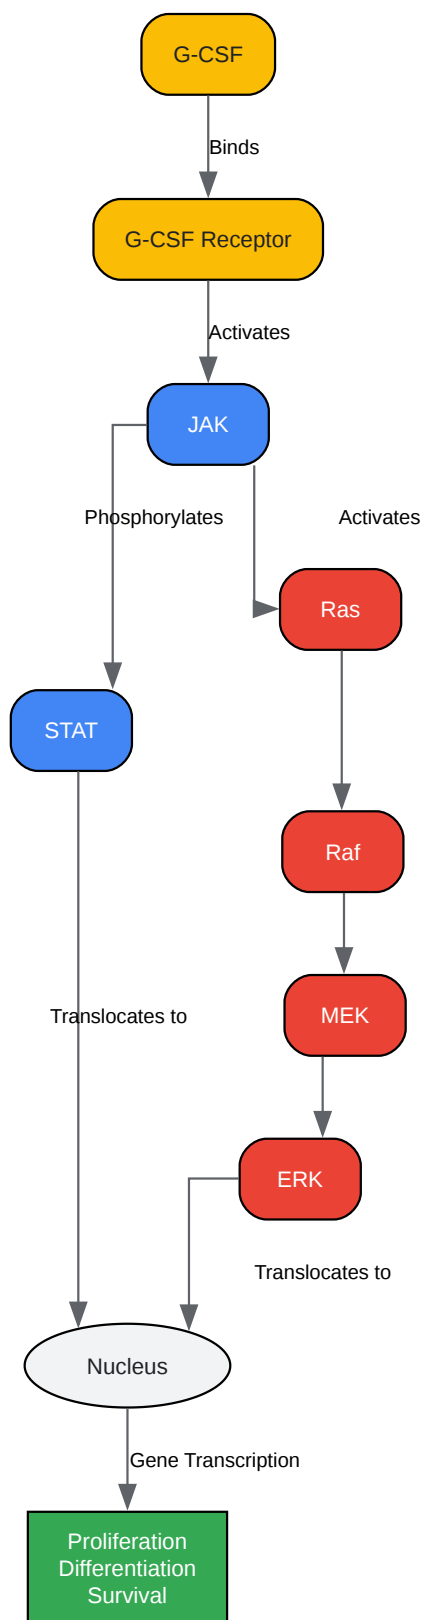 G-CSF
Binds
G-CSF Receptor
Activates
JAK
Phosphorylates
Activates
Ras
STAT
Raf
MEK
Translocates to
ERK
Translocates to
Nucleus
Gene Transcription
Proliferation
Differentiation
Survival